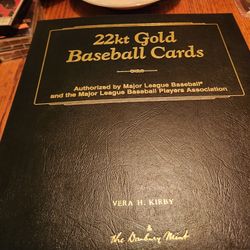 22kt Gold
Baseball Cards
Authorized by Major League Baseball®
and the Major League Baseball Players Association
VERA H. KIRBY
&
The Danbury Mint